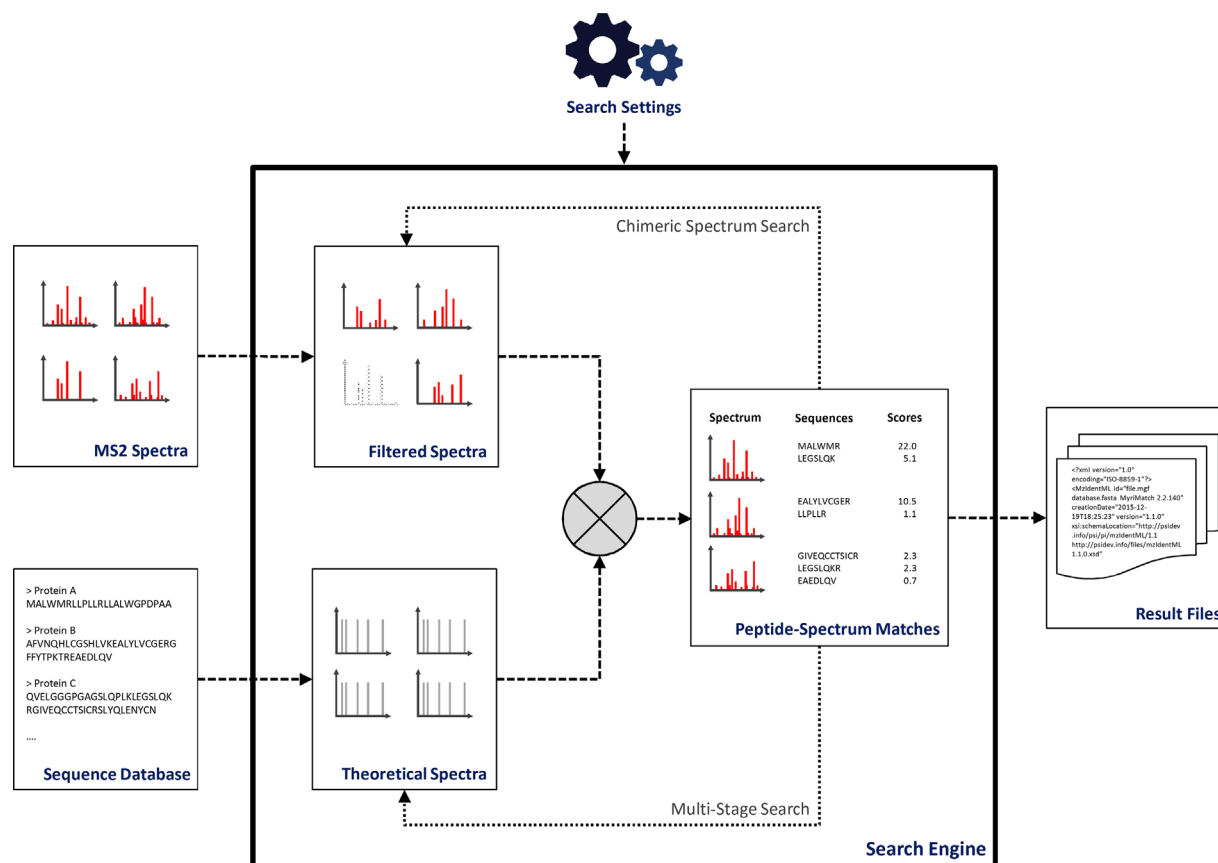 Search Settings
Chimeric Spectrum Search
MS2 Spectra
Filtered Spectra
Spectrum Sequences Scores
MALWMR 22.0
LEGSLQK 5.1
EALYLVCGER 10.5
LLPLLR 1.1
GIVEQCCTSICR 2.3
LEGSLQKR 2.3
EAEDLQV 0.7
Peptide-Spectrum Matches
<?xml version="1.0"
encoding="ISO-8859-1"?>
<MzIdentML id="file.mgf
database.fasta MyriMatch 2.2.140"
creationDate="2015-12-
19T18:25:23" version="1.1.0"
xsi:schemaLocation="http://psidev
.info/psi/pi/mzIdentML/1.1
http://psidev.info/files/mzIdentML
1.1.0.xsd"
Result Files
> Protein A
MALWMRLLPLLRLLALWGPDPAA
> Protein B
AFVNQHLCGSHLVKEALYLVCGERG
FFYTPKTREAEDLQV
> Protein C
QVELGGGPGAGSLQPLKLEGSLQK
RGIVEQCCTSICRSLYQLENYCN
....
Sequence Database
Theoretical Spectra
Multi-Stage Search
Search Engine